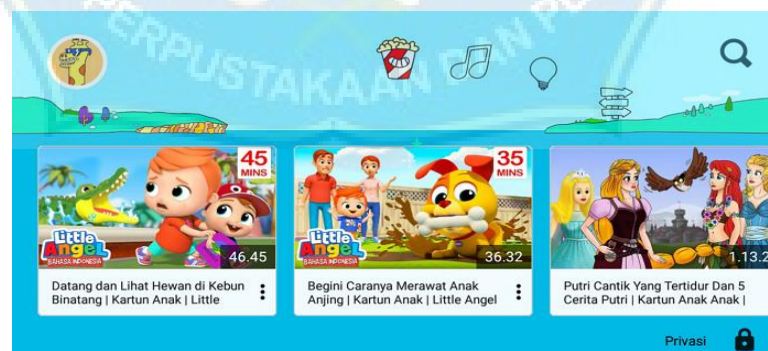 PERPUSTAKAAN DAN PE
45
MINS
Little
Angel
BAHASA INDONESIA
46.45
35
MINS
Little
Angel
BAHASA INDONESIA
36.32
1.13.2
Datang dan Lihat Hewan di Kebun
Binatang | Kartun Anak | Little
Begini Caranya Merawat Anak
Anjing | Kartun Anak | Little Angel
Putri Cantik Yang Tertidur Dan 5
Cerita Putri | Kartun Anak Anak |
Privasi